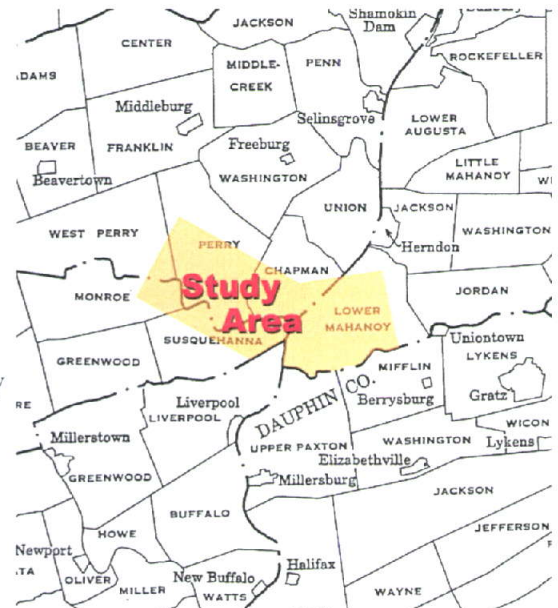 Shamokin
Dam
JACKSON
CENTER
ROCKEFELLER
MIDDLE-
CREEK
PENN
Middleburg
Selinsgrove
LOWER
AUGUSTA
BEAVER
FRANKLIN
Freeburg
Beavertown
WASHINGTON
LITTLE
MAHANOY
UNION
JACKSON
WASHINGTON
WEST PERRY
PERRY
Herndon
CHAPMAN
Study
Area
MONROE
LOWER
MAHANOY
JORDAN
SUSQUEHANNA
GREENWOOD
Uniontown
LYKENS
MIFFLIN
Berrysburg
Gratz
DAUPHIN CO.
Liverpool
LIVERPOOL
Millerstown
UPPER PAXTON
WASHINGTON
WICON
Lykens
Elizabethville
GREENWOOD
Millersburg
JACKSON
BUFFALO
JEFFERSON
HOWE
Newport
OLIVER
MILLER
New Buffalo
WATTS
Halifax
WAYNE